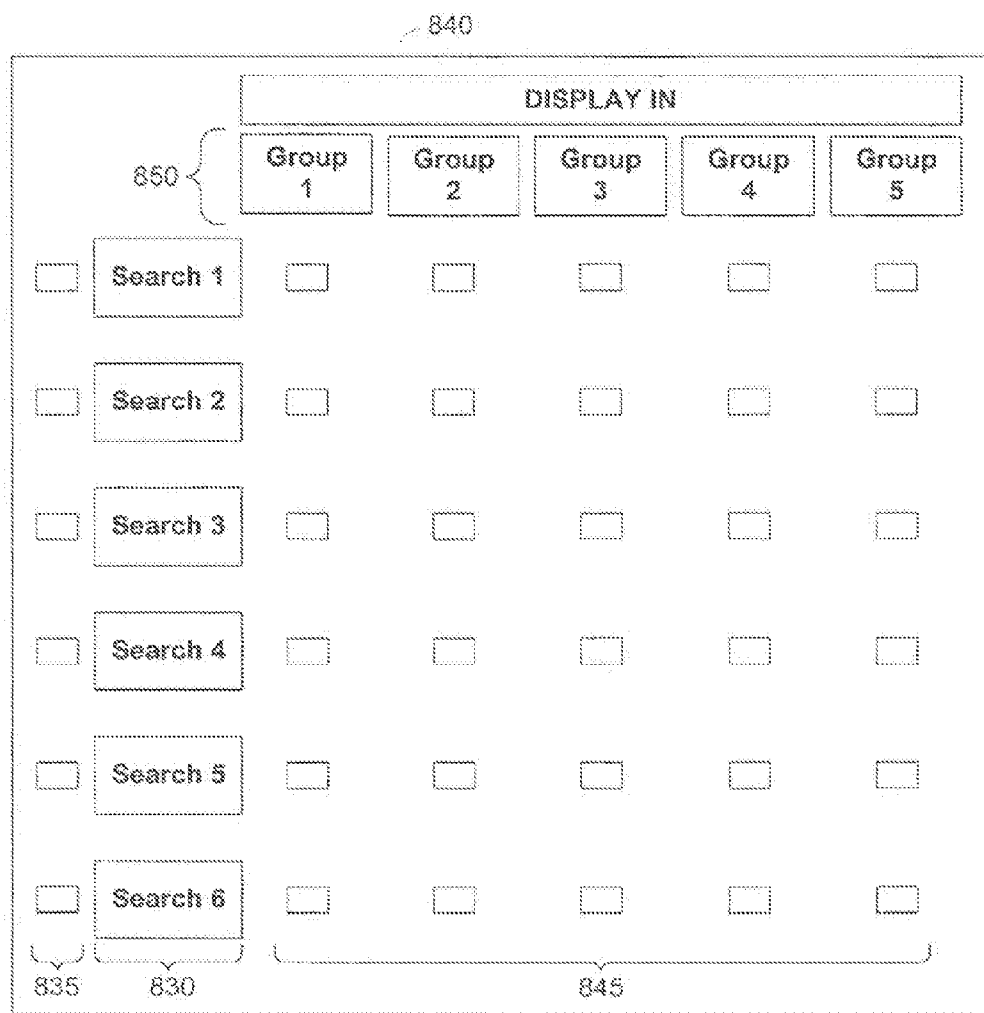 840
DISPLAY IN
850
Group 1
Group 2
Group 3
Group 4
Group 5
Search 1
Search 2
Search 3
Search 4
Search 5
Search 6
835
830
845